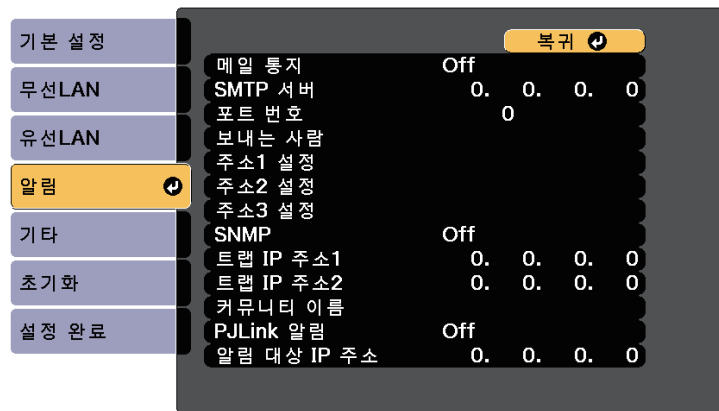 기본 설정
무선LAN
유선LAN
알림
기타
초기화
설정 완료
복귀
메일 통지 Off
SMTP 서버 0. 0. 0. 0
포트 번호 0
보내는 사람
주소1 설정
주소2 설정
주소3 설정
SNMP Off
트랩 IP 주소1 0. 0. 0. 0
트랩 IP 주소2 0. 0. 0. 0
커뮤니티 이름
PJLink 알림 Off
알림 대상 IP 주소 0. 0. 0. 0